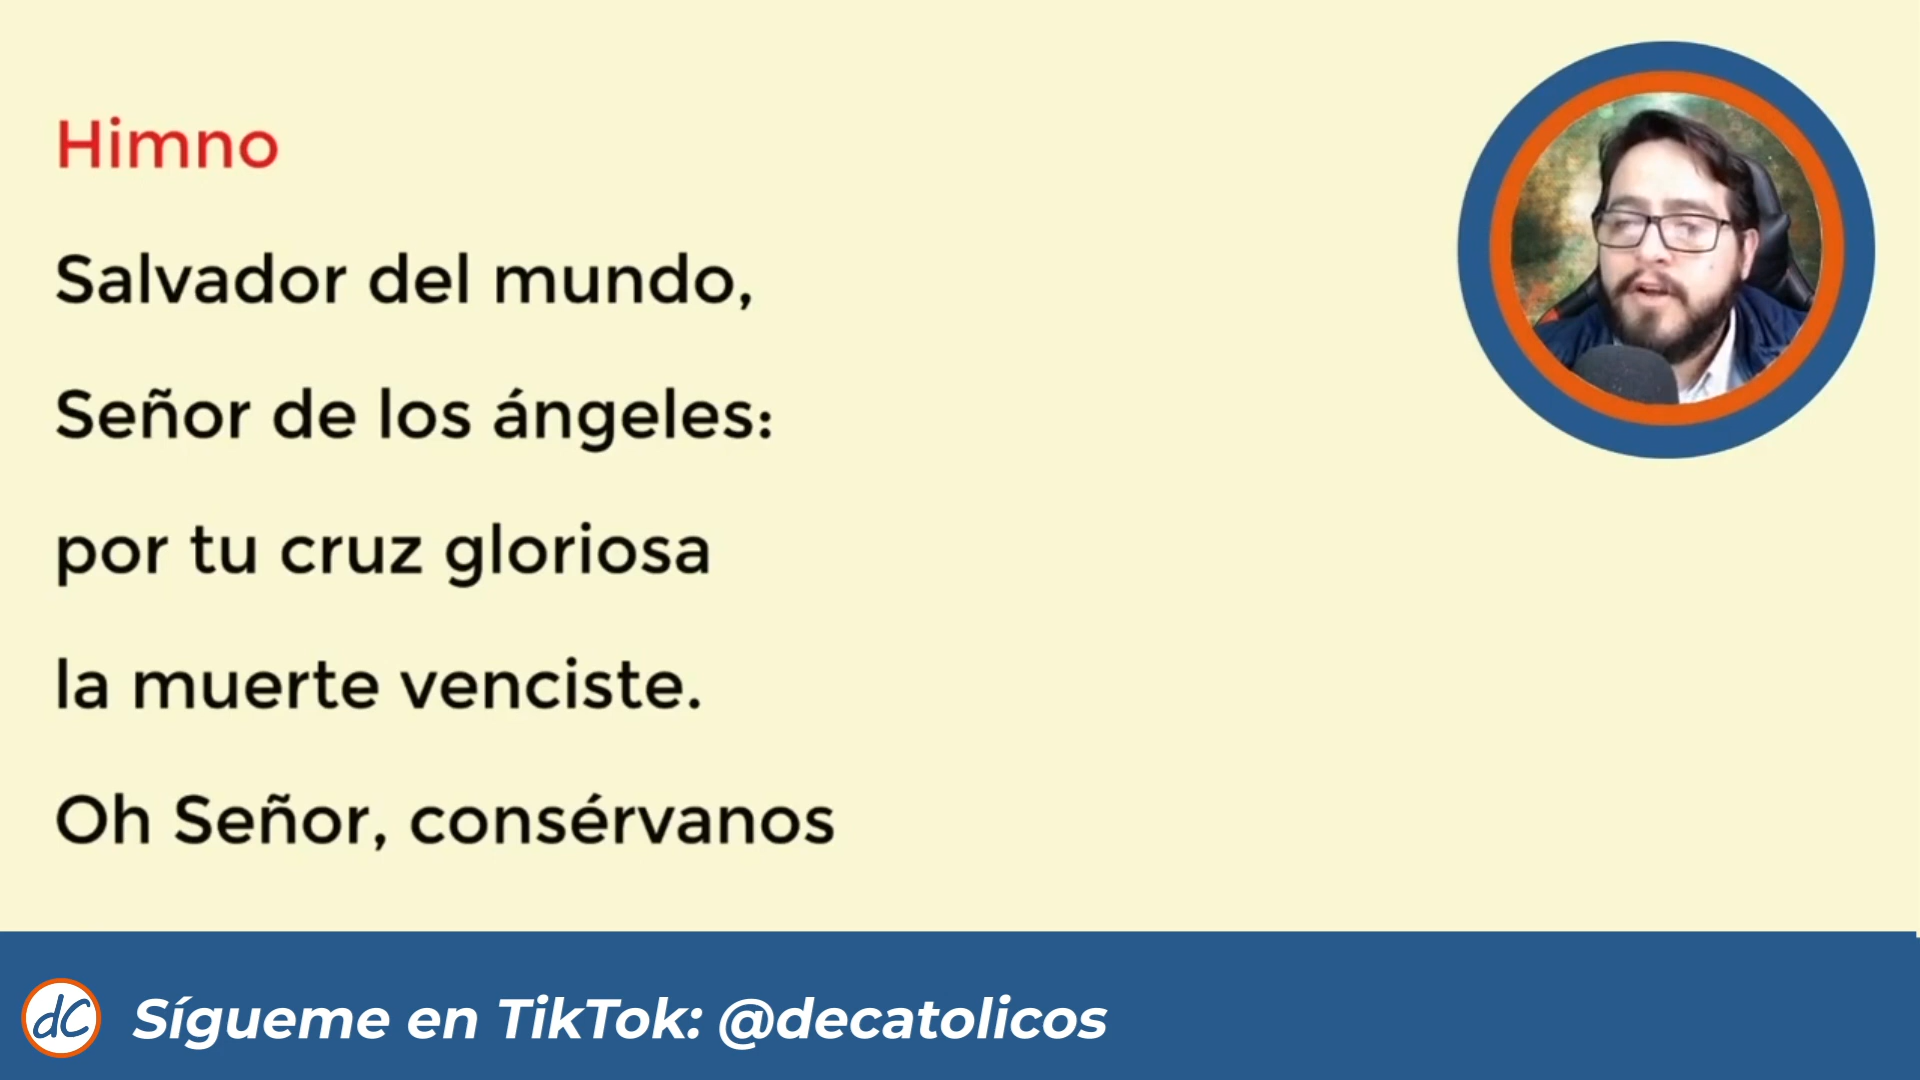 Himno
Salvador del mundo,
Señor de los ángeles:
por tu cruz gloriosa
la muerte venciste.
Oh Señor, consérvanos
dC Sígueme en TikTok: @decatolicos